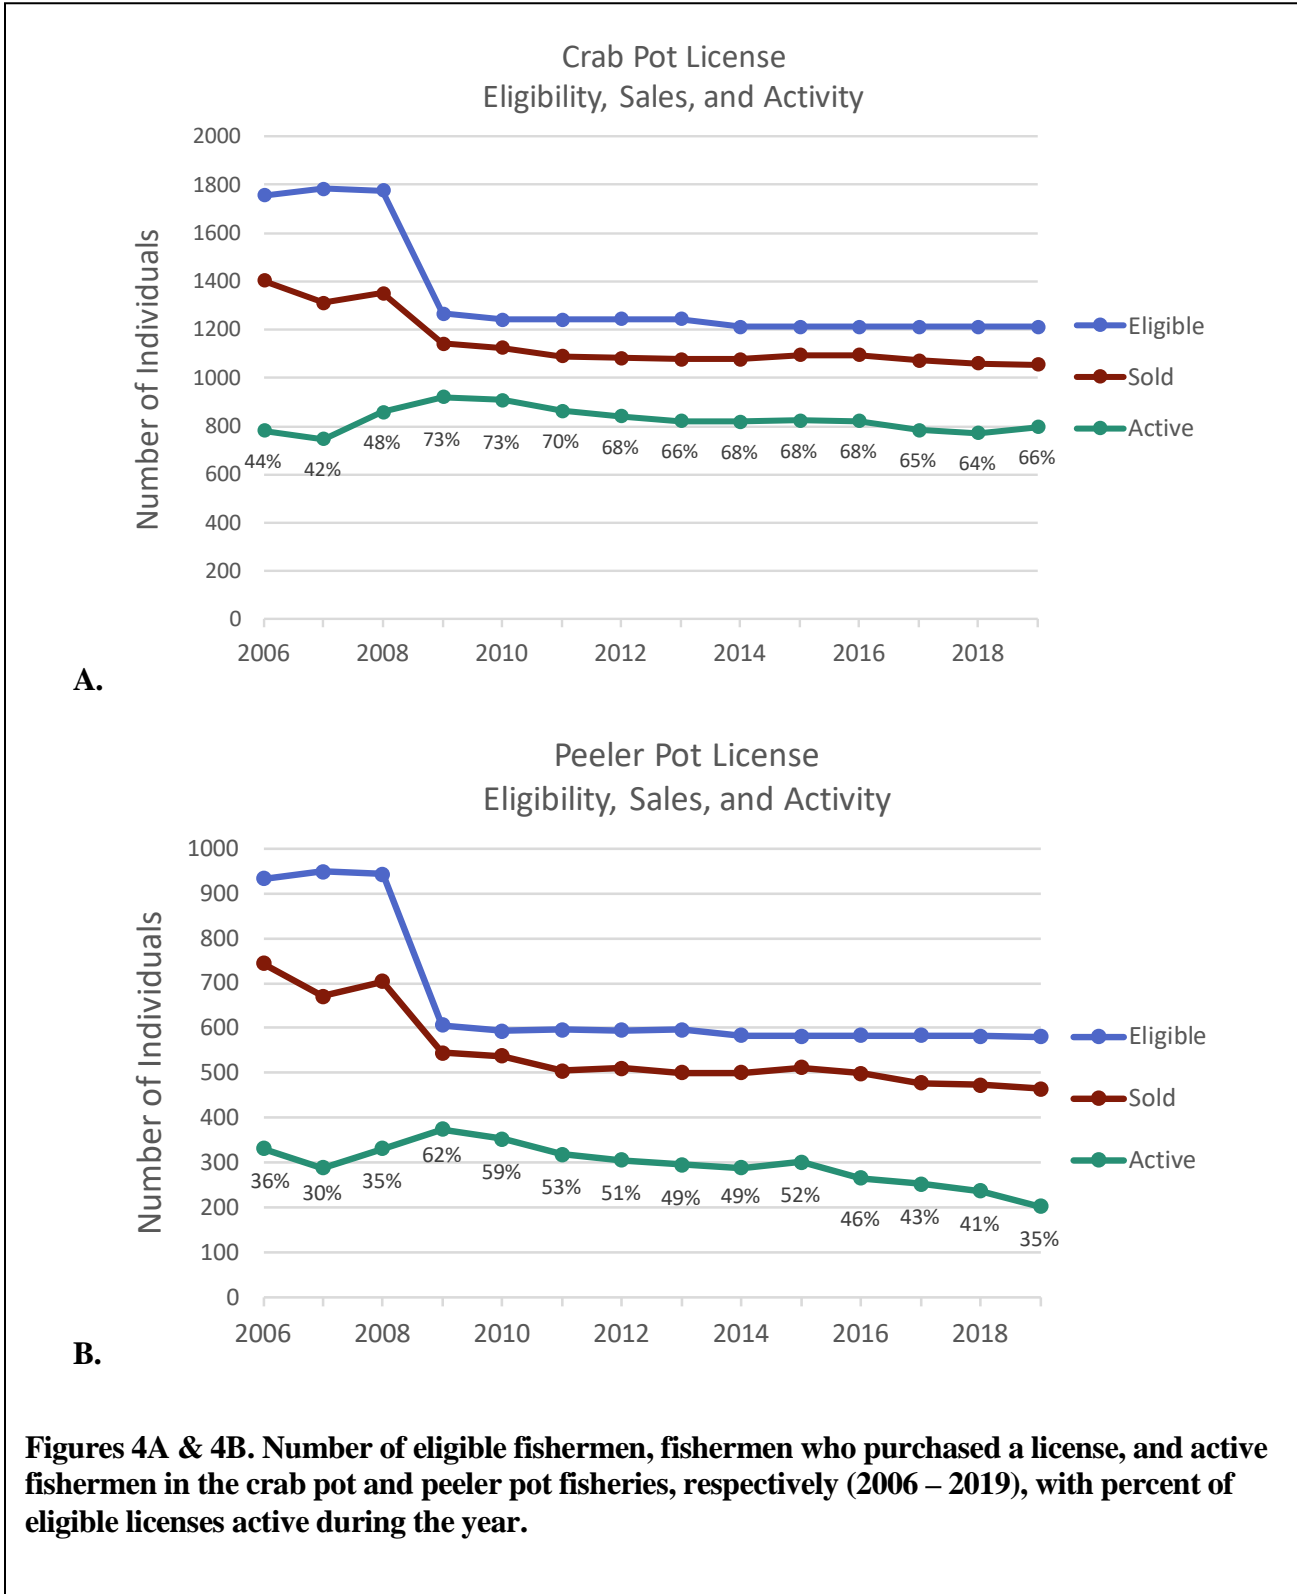 Crab Pot License
Eligibility, Sales, and Activity
Number of Individuals
2000
1800
1600
1400
1200
1000
800
600
400
200
0
44%
42%
48%
73%
73%
70%
68%
66%
68%
68%
68%
65%
64%
66%
Eligible
Sold
Active
2006 2008 2010 2012 2014 2016 2018
A.
Peeler Pot License
Eligibility, Sales, and Activity
Number of Individuals
1000
900
800
700
600
500
400
300
200
100
0
36%
30%
35%
62%
59%
53%
51%
49%
49%
52%
46%
43%
41%
35%
Eligible
Sold
Active
2006 2008 2010 2012 2014 2016 2018
B.
Figures 4A & 4B. Number of eligible fishermen, fishermen who purchased a license, and active
fishermen in the crab pot and peeler pot fisheries, respectively (2006 – 2019), with percent of
eligible licenses active during the year.